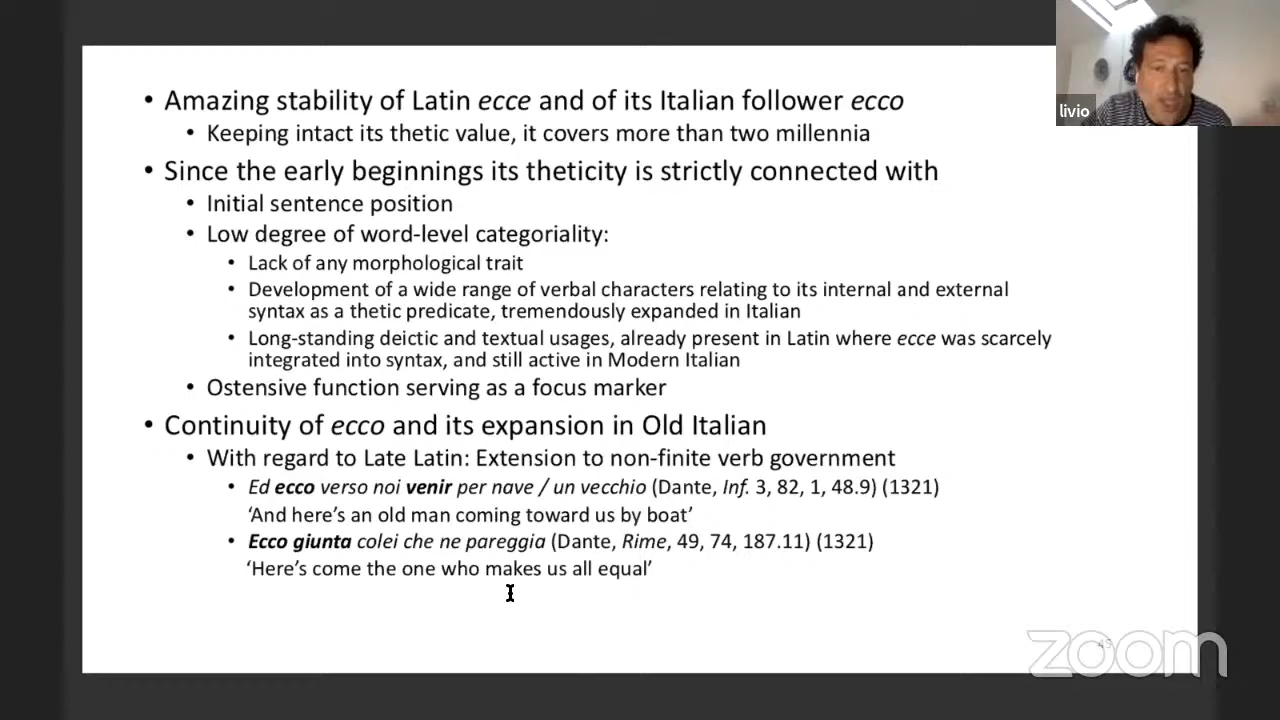 • Amazing stability of Latin ecce and of its Italian follower ecco
• Keeping intact its thetic value, it covers more than two millennia
• Since the early beginnings its theticity is strictly connected with
• Initial sentence position
• Low degree of word-level categoriality:
• Lack of any morphological trait
• Development of a wide range of verbal characters relating to its internal and external
syntax as a thetic predicate, tremendously expanded in Italian
• Long-standing deictic and textual usages, already present in Latin where ecce was scarcely
integrated into syntax, and still active in Modern Italian
• Ostensive function serving as a focus marker
• Continuity of ecco and its expansion in Old Italian
• With regard to Late Latin: Extension to non-finite verb government
• Ed ecco verso noi venir per nave / un vecchio (Dante, Inf. 3, 82, 1, 48.9) (1321)
‘And here’s an old man coming toward us by boat’
• Ecco giunta colei che ne pareggia (Dante, Rime, 49, 74, 187.11) (1321)
‘Here’s come the one who makes us all equal’
livio
zoom